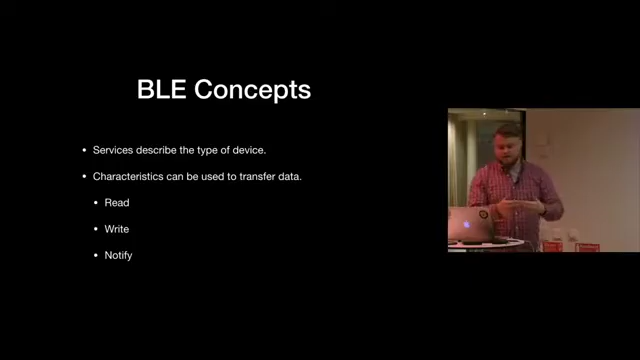 BLE Concepts
• Services describe the type of device.
• Characteristics can be used to transfer data.
• Read
• Write
• Notify